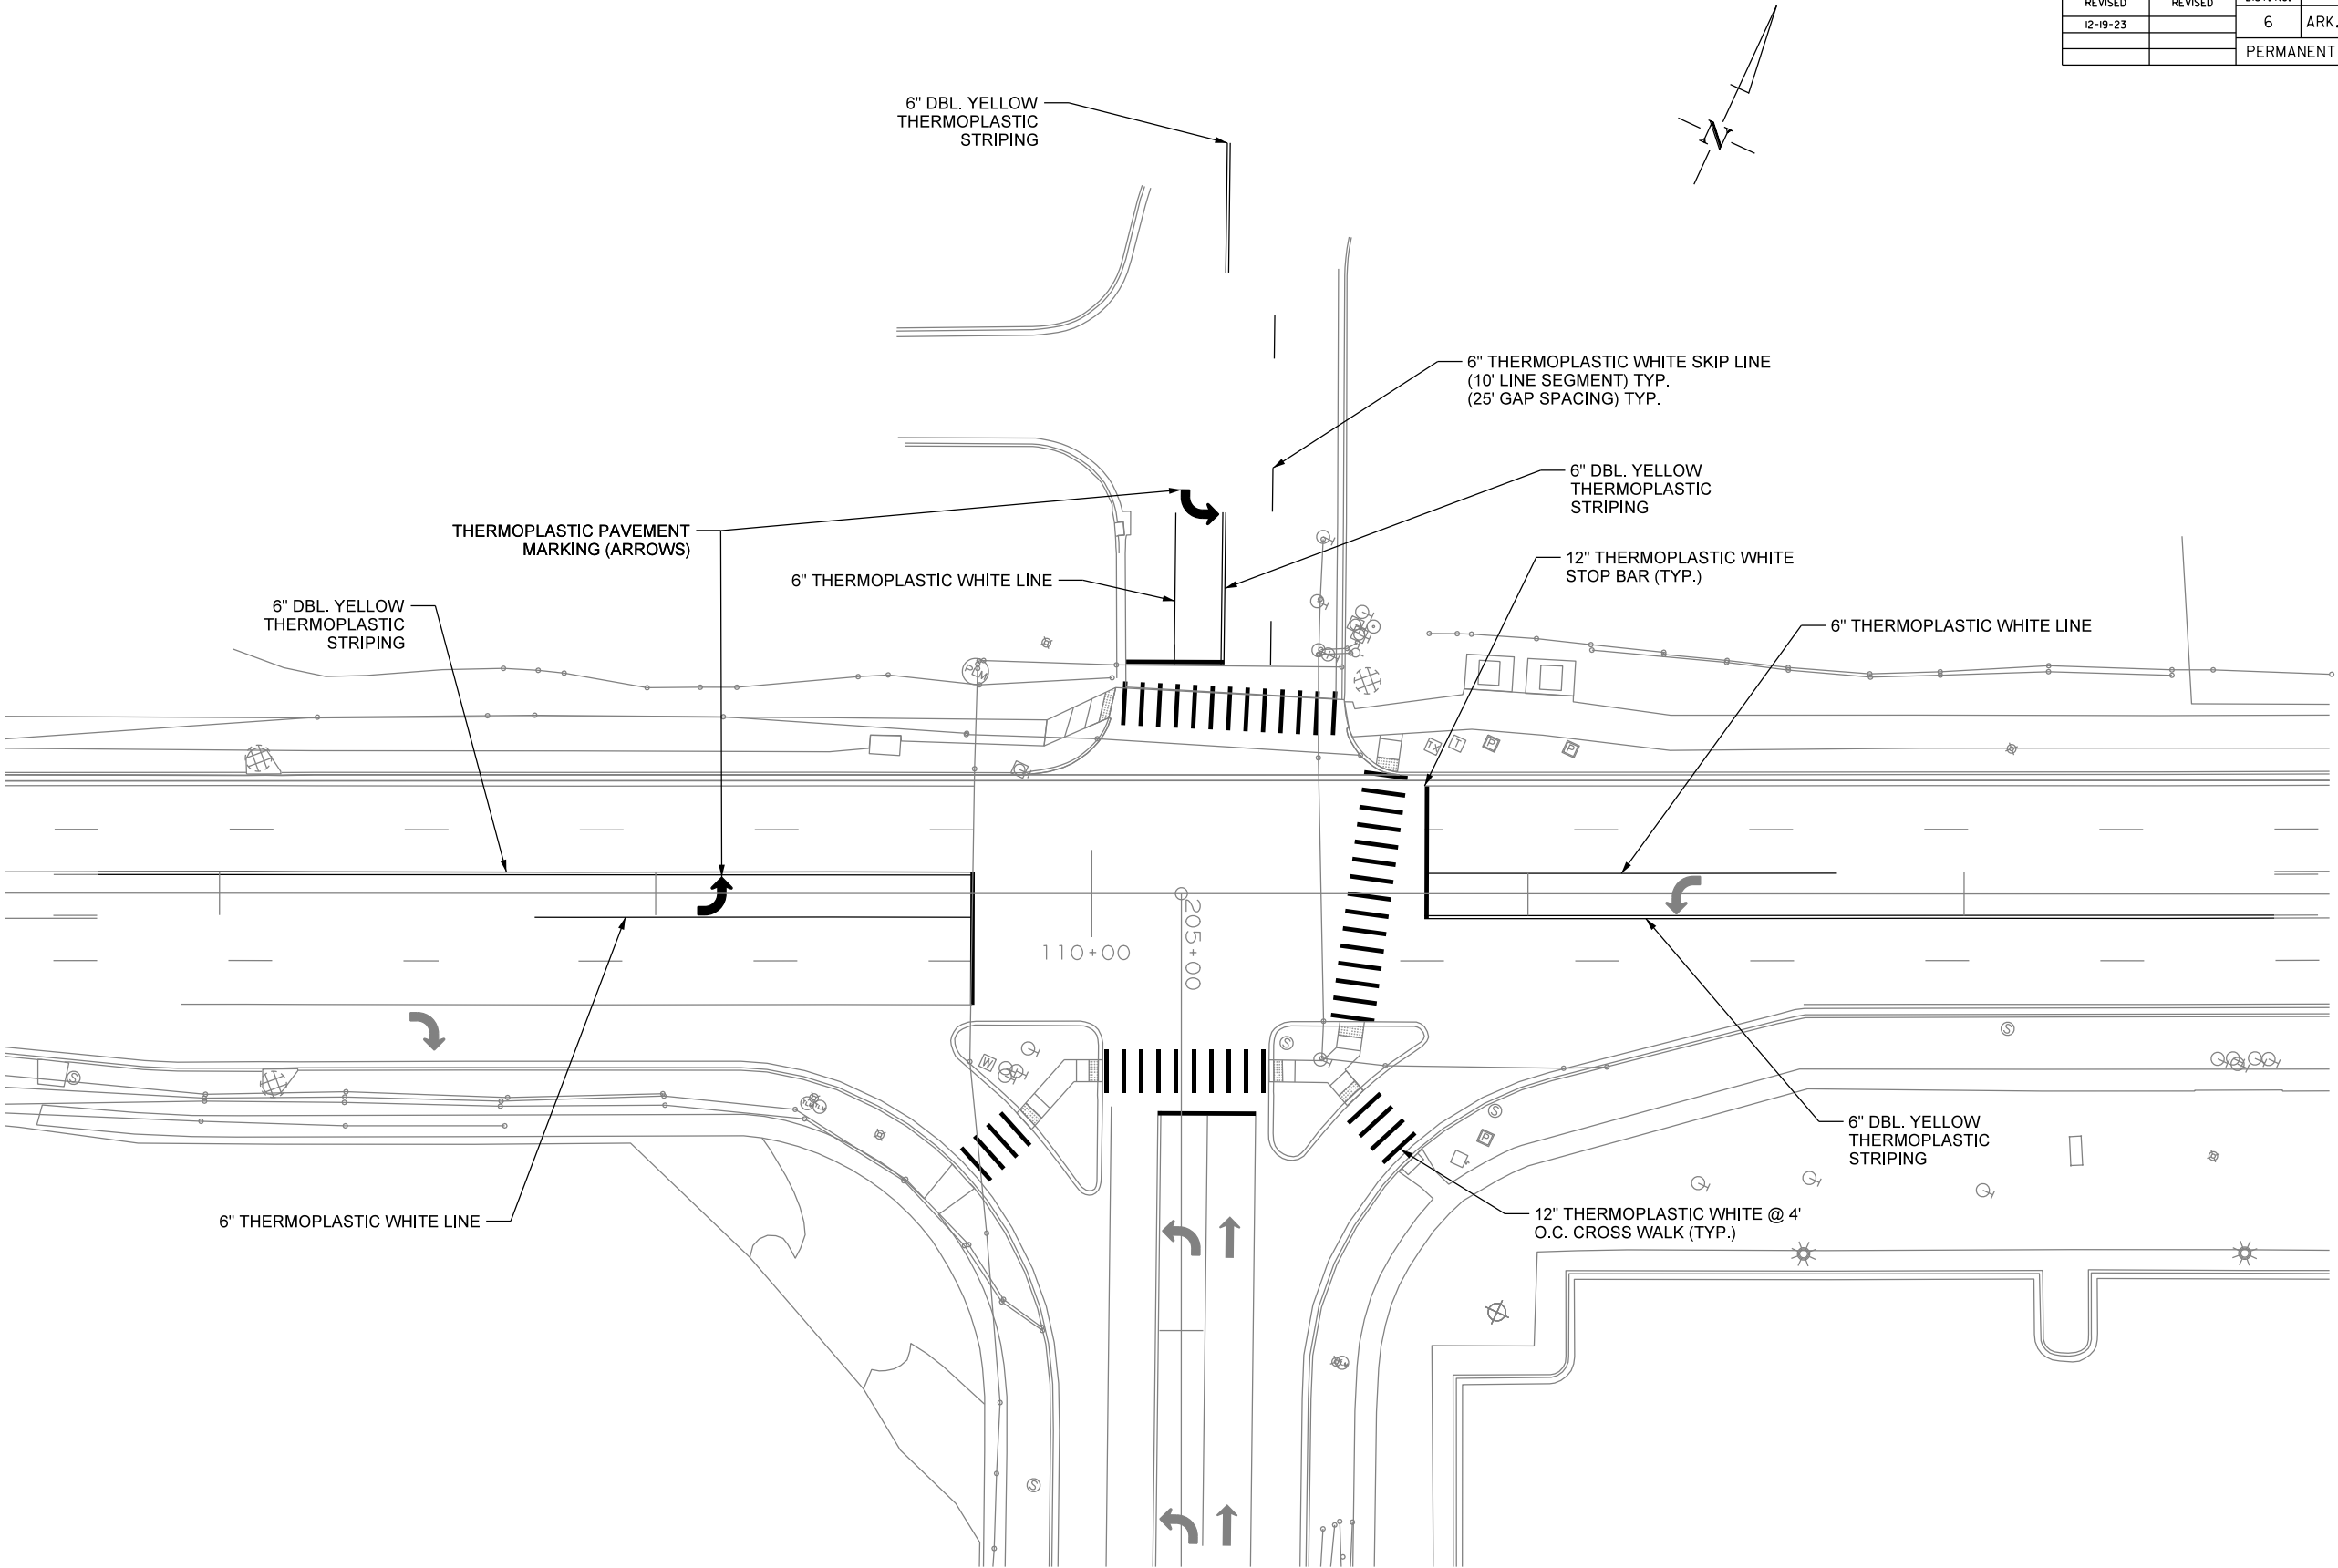 REVISED
REVISED
12-19-23
6
ARK.
PERMANENT
N
6" DBL. YELLOW
THERMOPLASTIC
STRIPING
6" THERMOPLASTIC WHITE SKIP LINE
(10' LINE SEGMENT) TYP.
(25' GAP SPACING) TYP.
6" DBL. YELLOW
THERMOPLASTIC
STRIPING
THERMOPLASTIC PAVEMENT
MARKING (ARROWS)
12" THERMOPLASTIC WHITE
STOP BAR (TYP.)
6" THERMOPLASTIC WHITE LINE
6" DBL. YELLOW
THERMOPLASTIC
STRIPING
6" THERMOPLASTIC WHITE LINE
PLM
TX
T
P
P
205+00
110+00
W
S
S
S
S
P
6" DBL. YELLOW
THERMOPLASTIC
STRIPING
6" THERMOPLASTIC WHITE LINE
12" THERMOPLASTIC WHITE @ 4'
O.C. CROSS WALK (TYP.)
S